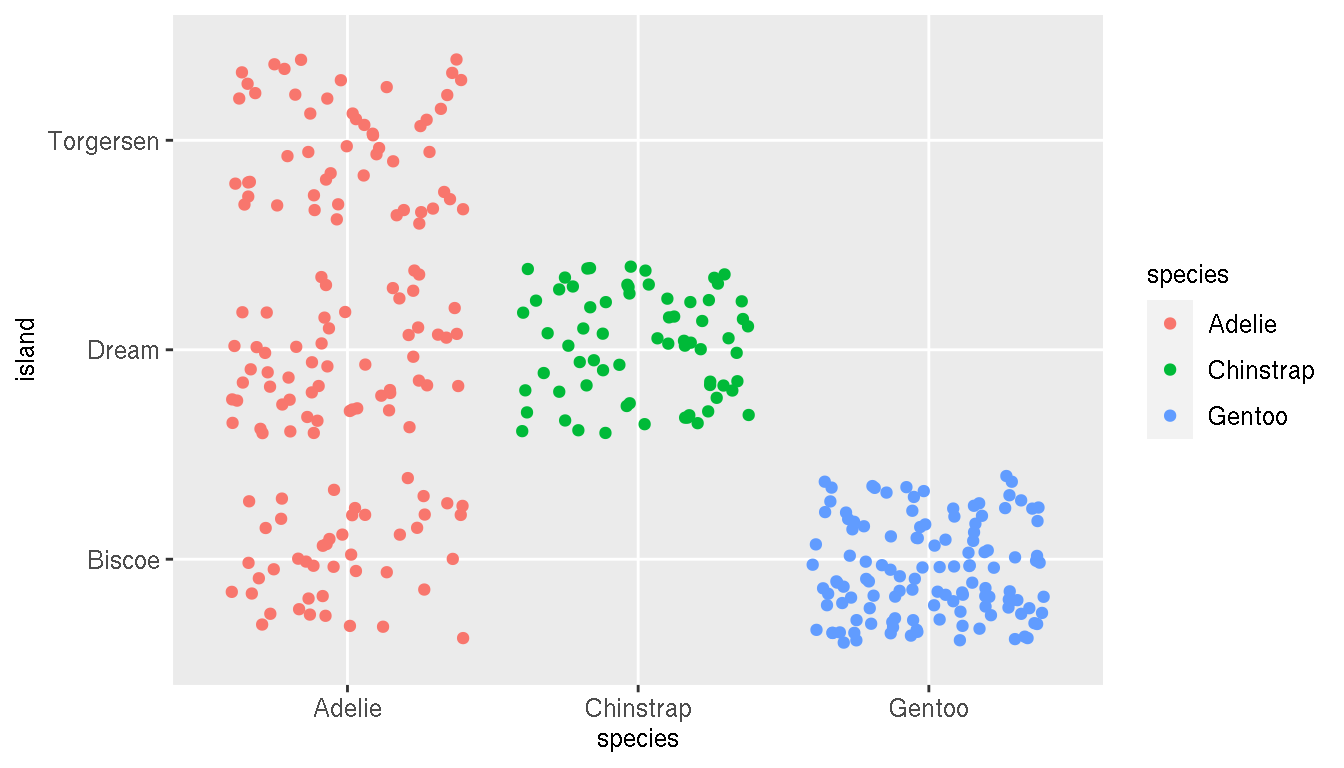 island
Torgersen
Dream
Biscoe
Adelie
Chinstrap
Gentoo
species
species
Adelie
Chinstrap
Gentoo